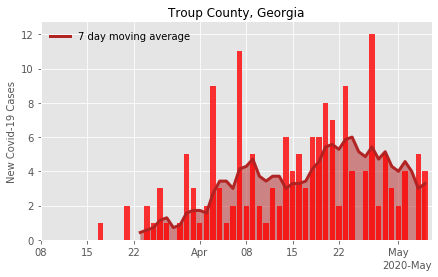 Troup County, Georgia
7 day moving average
New Covid-19 Cases
12
10
8
6
4
2
0
08 15 22 Apr 08 15 22 May
2020-May